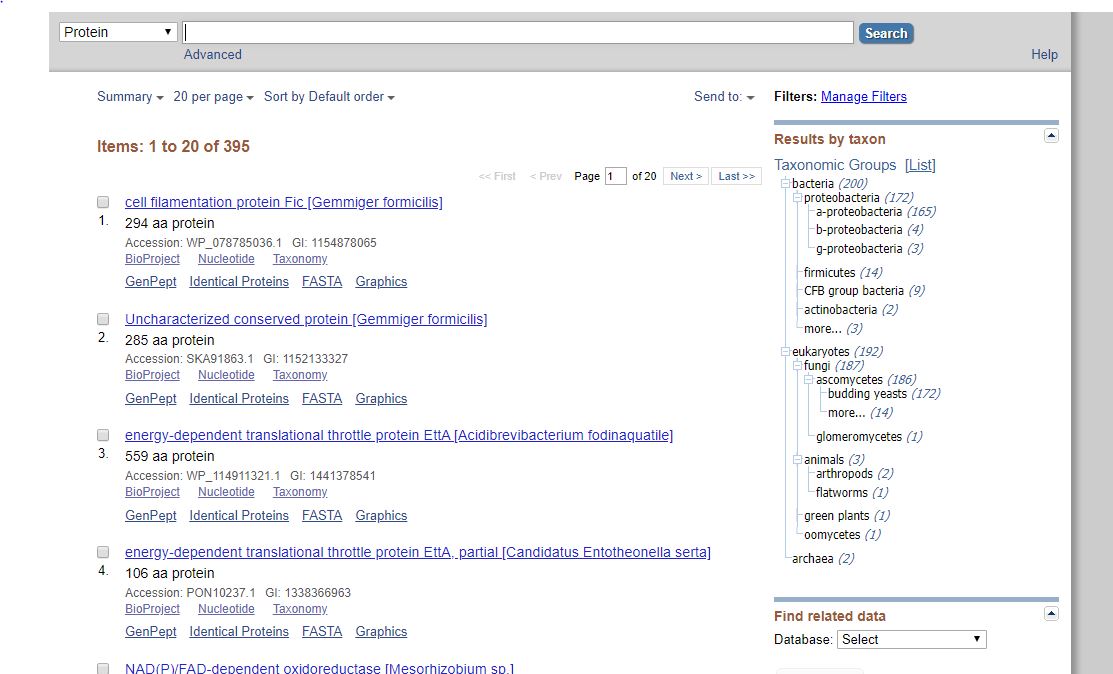 Protein
Search
Advanced
Help
Summary 20 per page Sort by Default order Send to:
Filters: Manage Filters
Items: 1 to 20 of 395
<< First < Prev Page 1 of 20 Next > Last >>
cell filamentation protein Fic [Gemmiger formicilis]
1. 294 aa protein
Accession: WP_078785036.1 GI: 1154878065
BioProject Nucleotide Taxonomy
GenPept Identical Proteins FASTA Graphics
Uncharacterized conserved protein [Gemmiger formicilis]
2. 285 aa protein
Accession: SKA91863.1 GI: 1152133327
BioProject Nucleotide Taxonomy
GenPept Identical Proteins FASTA Graphics
energy-dependent translational throttle protein EttA [Acidibrevibacterium fodinaquatile]
3. 559 aa protein
Accession: WP_114911321.1 GI: 1441378541
BioProject Nucleotide Taxonomy
GenPept Identical Proteins FASTA Graphics
energy-dependent translational throttle protein EttA, partial [Candidatus Entotheonella serta]
4. 106 aa protein
Accession: PON10237.1 GI: 1338366963
BioProject Nucleotide Taxonomy
GenPept Identical Proteins FASTA Graphics
NAD(P)/FAD-dependent oxidoreductase [Mesorhizobium sp.]
Results by taxon
Taxonomic Groups [List]
bacteria (200)
proteobacteria (172)
a-proteobacteria (165)
b-proteobacteria (4)
g-proteobacteria (3)
firmicutes (14)
CFB group bacteria (9)
actinobacteria (2)
more... (3)
eukaryotes (192)
fungi (187)
ascomycetes (186)
budding yeasts (172)
more... (14)
glomeromycetes (1)
animals (3)
arthropods (2)
flatworms (1)
green plants (1)
oomycetes (1)
archaea (2)
Find related data
Database: Select